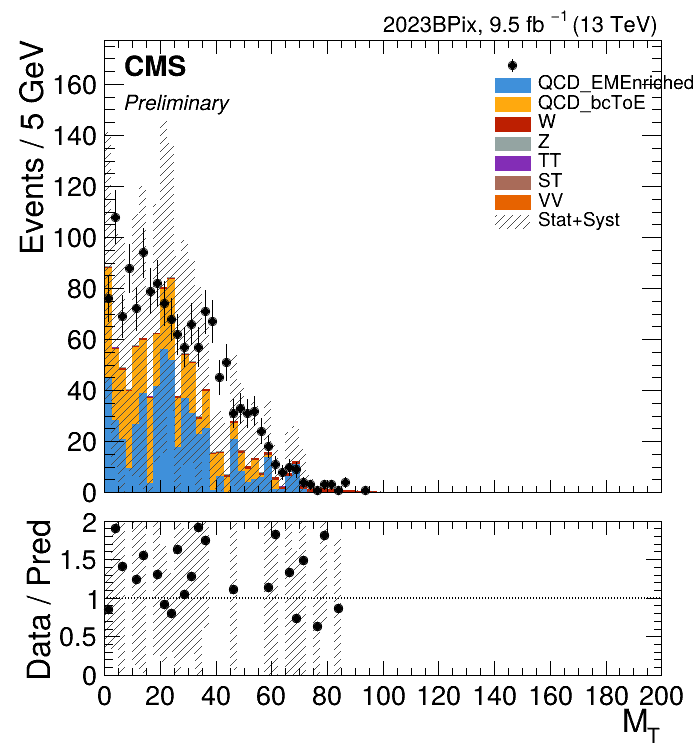 2023BPix, 9.5 fb⁻¹ (13 TeV)
CMS
Preliminary
QCD_EMEnriched
QCD_bcToE
W
Z
TT
ST
VV
Stat+Syst
Events / 5 GeV
160
140
120
100
80
60
40
20
0
Data / Pred
2
1.5
1
0.5
0
0 20 40 60 80 100 120 140 160 180 200
M_T